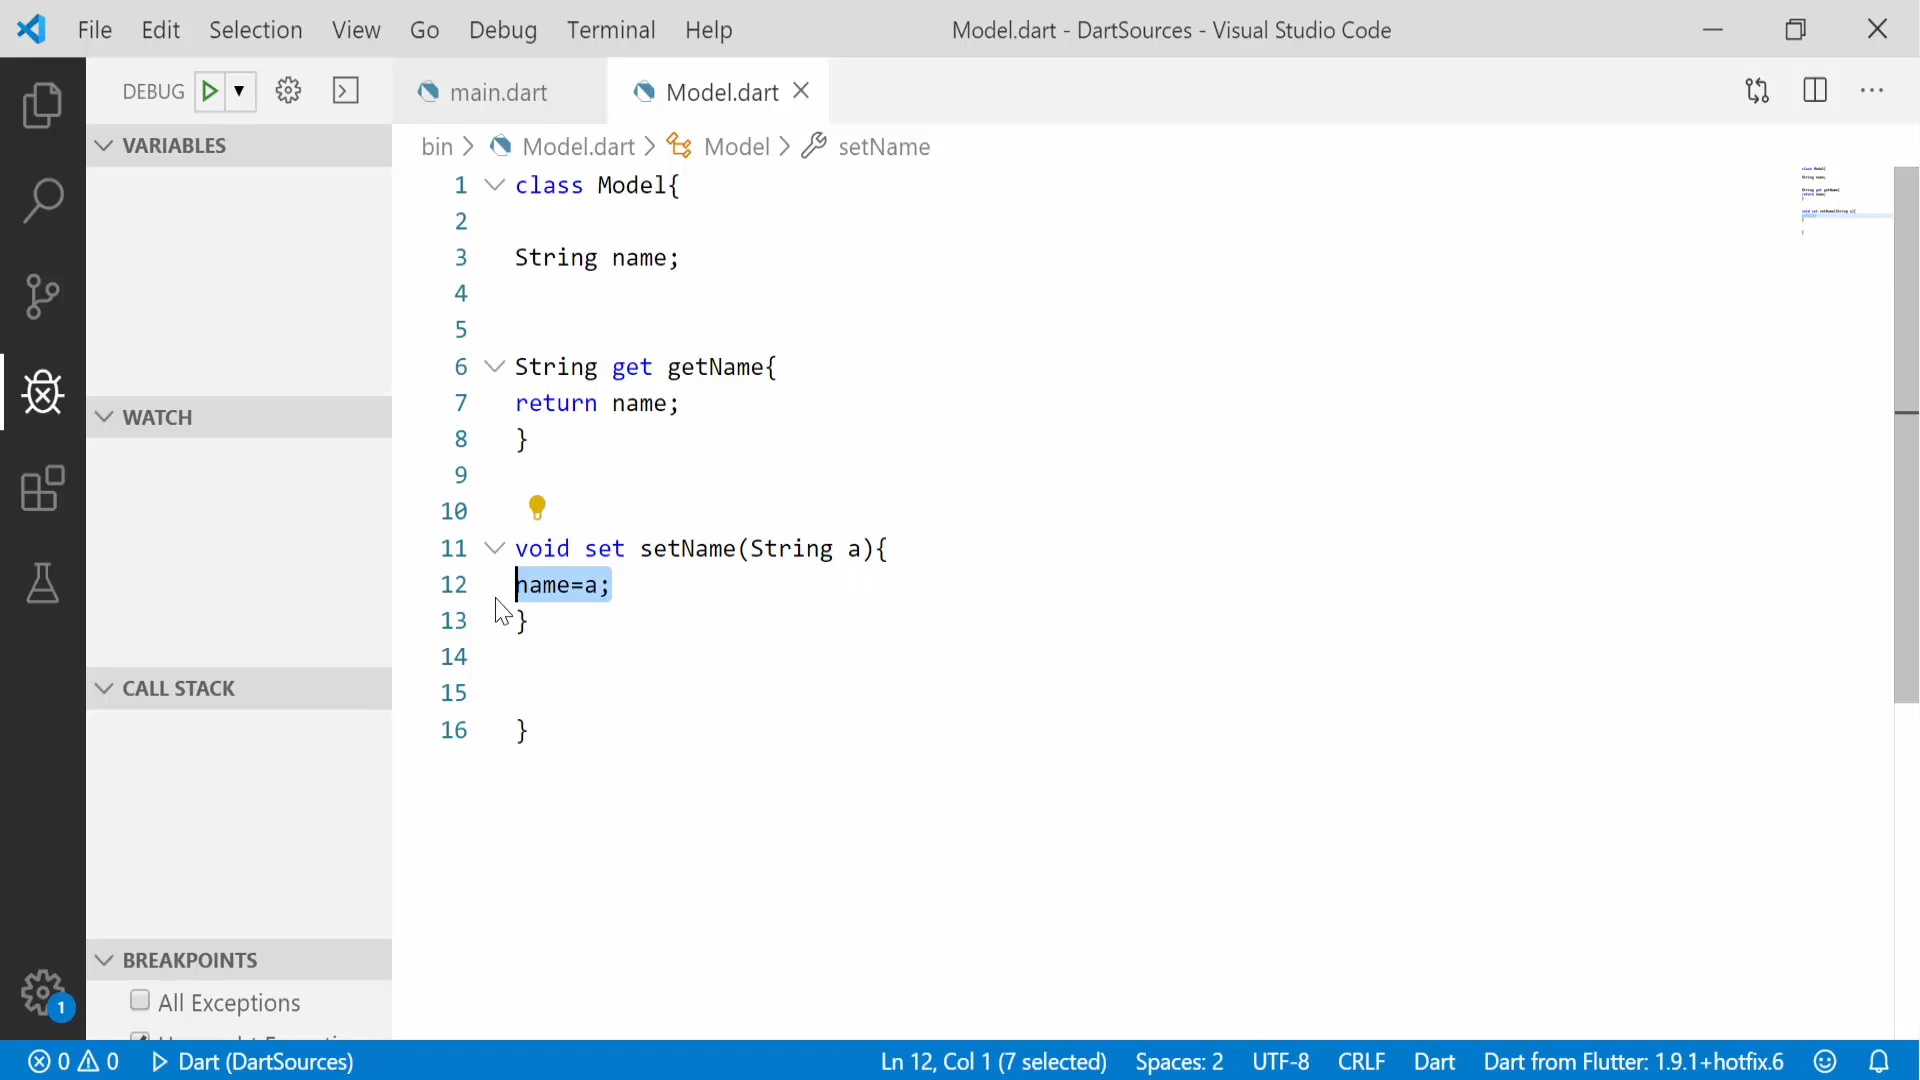 File Edit Selection View Go Debug Terminal Help Model.dart - DartSources - Visual Studio Code
DEBUG main.dart Model.dart
VARIABLES
bin Model.dart Model setName
1 class Model{
2
3 String name;
4
5
6 String get getName{
7 return name;
8 }
9
10
11 void set setName(String a){
12 name=a;
13 }
14
15
16 }
WATCH
CALL STACK
BREAKPOINTS
All Exceptions
1
0 0 Dart (DartSources) Ln 12, Col 1 (7 selected) Spaces: 2 UTF-8 CRLF Dart Dart from Flutter: 1.9.1+hotfix.6